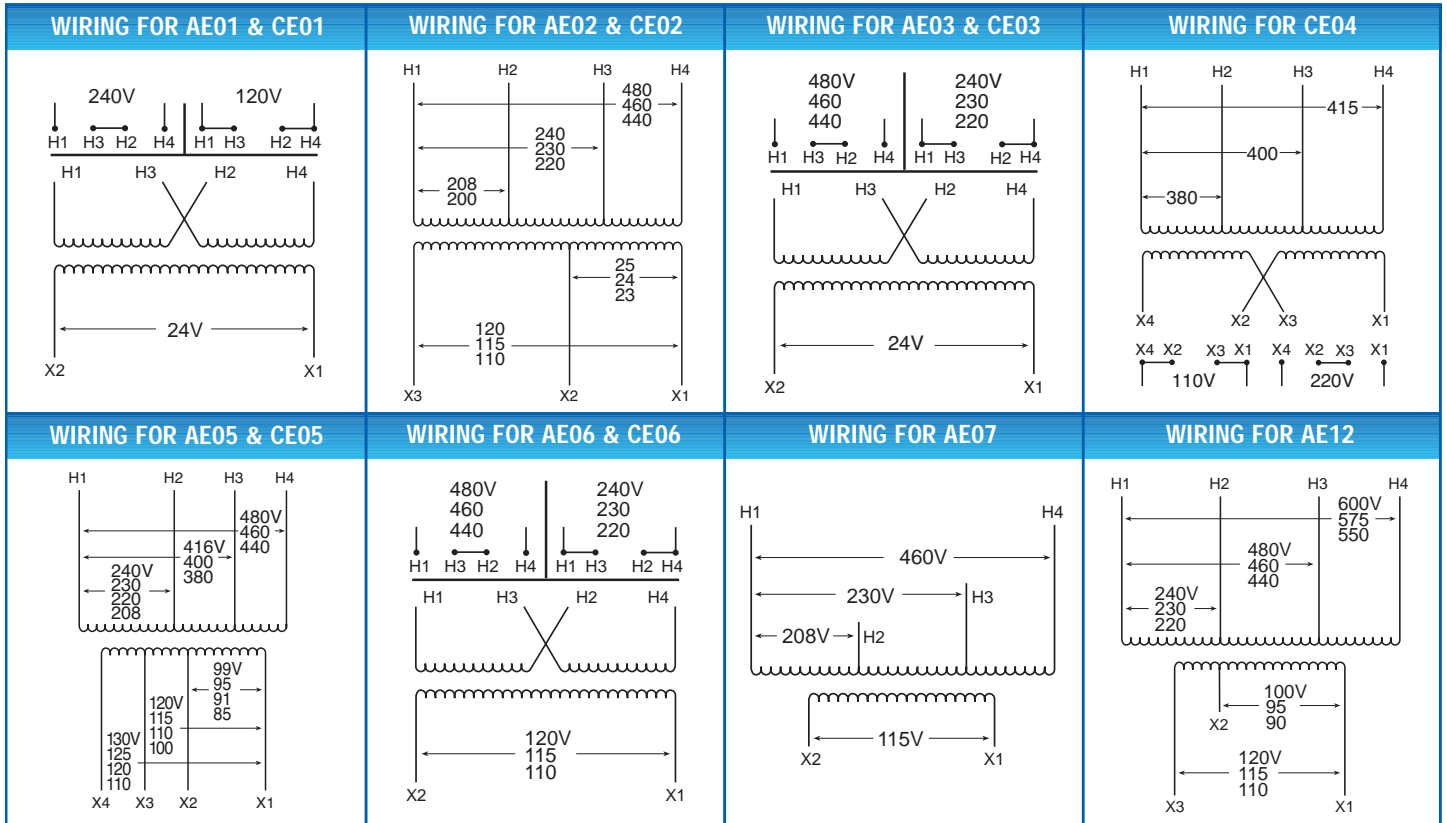 WIRING FOR AE01 & CE01
240V 120V
H1 H3 H2 H4 H1 H3 H2 H4
H1 H3 H2 H4
24V
X2 X1
WIRING FOR AE02 & CE02
H1 H2 H3 H4
480
460
440
240
230
220
208
200
25
24
23
120
115
110
X3 X2 X1
WIRING FOR AE03 & CE03
480V 240V
460 230
440 220
H1 H3 H2 H4 H1 H3 H2 H4
H1 H3 H2 H4
24V
X2 X1
WIRING FOR CE04
H1 H2 H3 H4
415
400
380
X4 X2 X3 X1
X4 X2 X3 X1 X4 X2 X3 X1
110V 220V
WIRING FOR AE05 & CE05
H1 H2 H3 H4
480V
460
440
416V
400
380
240V
230
220
208
99V
95
91
85
120V
115
110
100
130V
125
120
110
X4 X3 X2 X1
WIRING FOR AE06 & CE06
480V 240V
460 230
440 220
H1 H3 H2 H4 H1 H3 H2 H4
H1 H3 H2 H4
120V
115
110
X2 X1
WIRING FOR AE07
H1 H4
460V
230V H3
208V H2
115V
X2 X1
WIRING FOR AE12
H1 H2 H3 H4
600V
575
550
480V
460
440
240V
230
220
100V
95
90
X2
120V
115
110
X3 X1